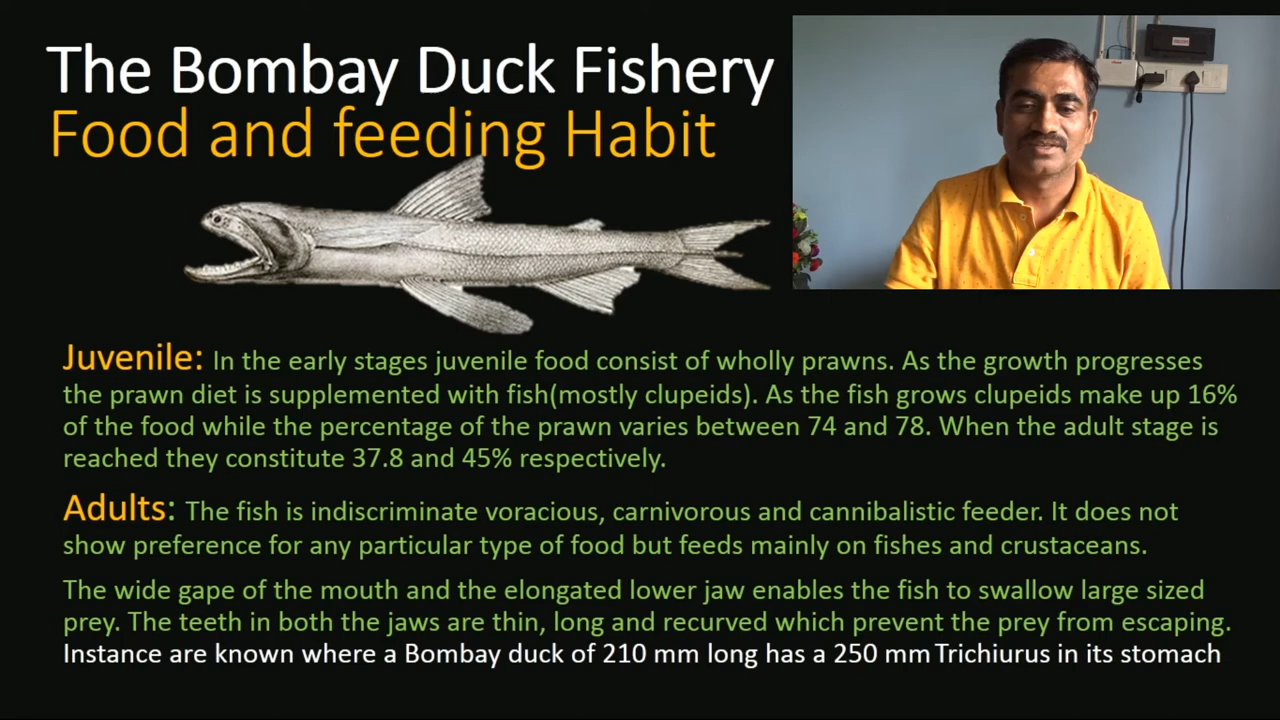 The Bombay Duck Fishery
Food and feeding Habit
Juvenile: In the early stages juvenile food consist of wholly prawns. As the growth progresses
the prawn diet is supplemented with fish(mostly clupeids). As the fish grows clupeids make up 16%
of the food while the percentage of the prawn varies between 74 and 78. When the adult stage is
reached they constitute 37.8 and 45% respectively.
Adults: The fish is indiscriminate voracious, carnivorous and cannibalistic feeder. It does not
show preference for any particular type of food but feeds mainly on fishes and crustaceans.
The wide gape of the mouth and the elongated lower jaw enables the fish to swallow large sized
prey. The teeth in both the jaws are thin, long and recurved which prevent the prey from escaping.
Instance are known where a Bombay duck of 210 mm long has a 250 mm Trichiurus in its stomach